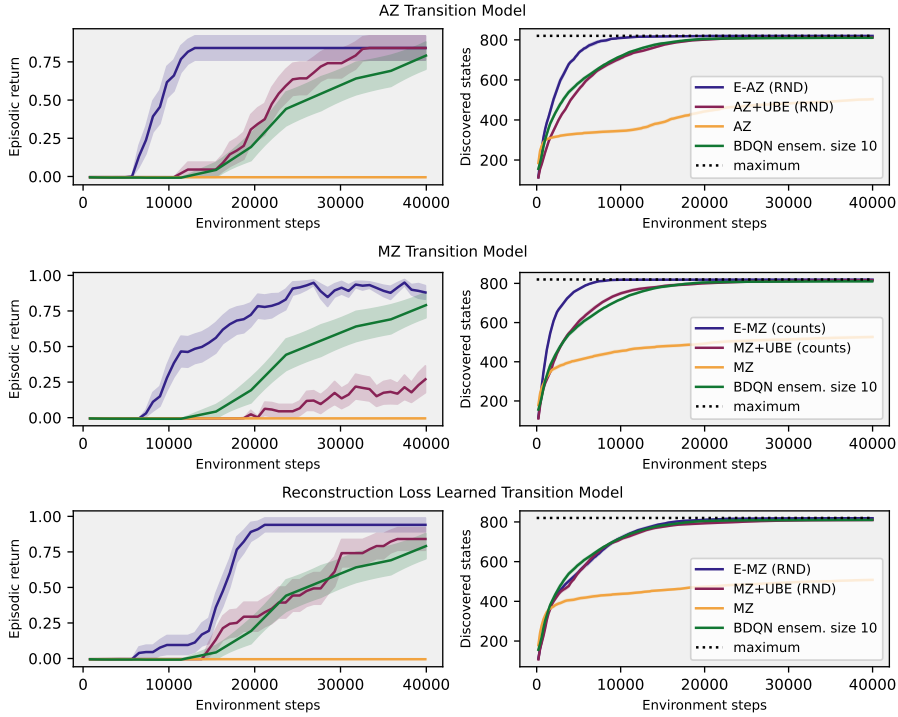 AZ Transition Model
Episodic return
0.75
0.50
0.25
0.00
0
10000
20000
30000
40000
Environment steps
Discovered states
800
600
400
200
0
10000
20000
30000
40000
Environment steps
E-AZ (RND)
AZ+UBE (RND)
AZ
BDQN ensem. size 10
maximum
MZ Transition Model
Episodic return
1.00
0.75
0.50
0.25
0.00
0
10000
20000
30000
40000
Environment steps
Discovered states
800
600
400
200
0
10000
20000
30000
40000
Environment steps
E-MZ (counts)
MZ+UBE (counts)
MZ
BDQN ensem. size 10
maximum
Reconstruction Loss Learned Transition Model
Episodic return
1.00
0.75
0.50
0.25
0.00
0
10000
20000
30000
40000
Environment steps
Discovered states
800
600
400
200
0
10000
20000
30000
40000
Environment steps
E-MZ (RND)
MZ+UBE (RND)
MZ
BDQN ensem. size 10
maximum